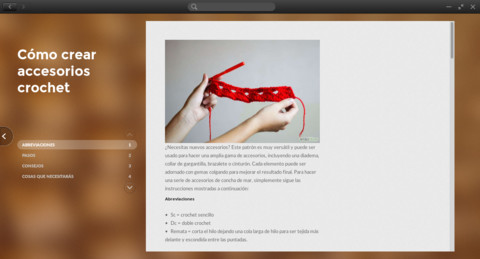 Cómo crear
accesorios
crochet
ABREVIACIONES 1
PASOS 2
CONSEJOS 3
COSAS QUE NECESITARÁS 4
¿Necesitas nuevos accesorios? Este patrón es muy versátil y puede ser
usado para hacer una amplia gama de accesorios, incluyendo una diadema,
collar de gargantilla, brazalete o cinturón. Cada elemento puede ser
adornado con gemas colgando para mejorar el resultado final. Para hacer
una serie de accesorios de concha de mar, simplemente sigue las
instrucciones mostradas a continuación:
Abreviaciones
Sc = crochet sencillo
Dc = doble crochet
Remata = corta el hilo dejando una cola larga de hilo para ser tejida más
delante y escondida entre las puntadas.